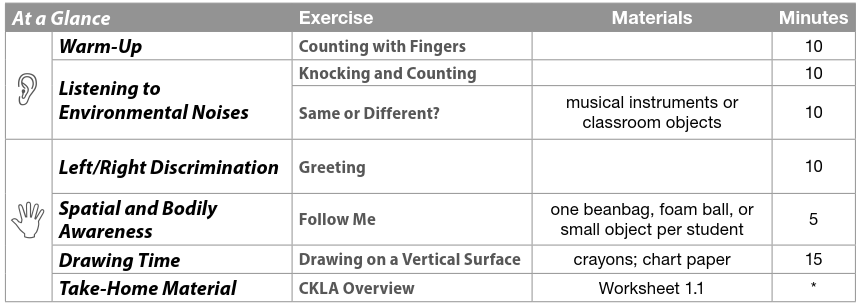 At a Glance Exercise Materials Minutes
Warm-Up Counting with Fingers 10
Listening to
Environmental Noises
Knocking and Counting 10
Same or Different? musical instruments or
classroom objects 10
Left/Right Discrimination Greeting 10
Spatial and Bodily
Awareness
Follow Me one beanbag, foam ball, or
small object per student 5
Drawing Time Drawing on a Vertical Surface crayons; chart paper 15
Take-Home Material CKLA Overview Worksheet 1.1 *